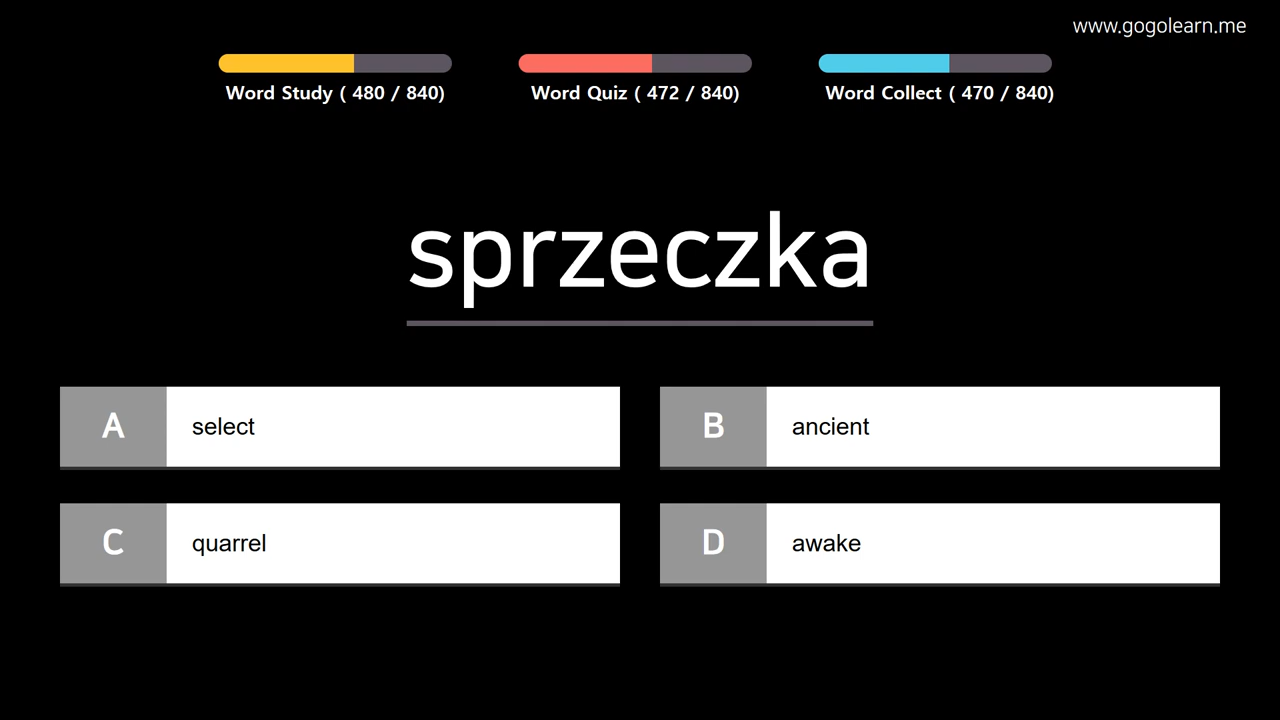 www.gogolearn.me
Word Study ( 480 / 840)
Word Quiz ( 472 / 840)
Word Collect ( 470 / 840)
sprzeczka
A select
B ancient
C quarrel
D awake